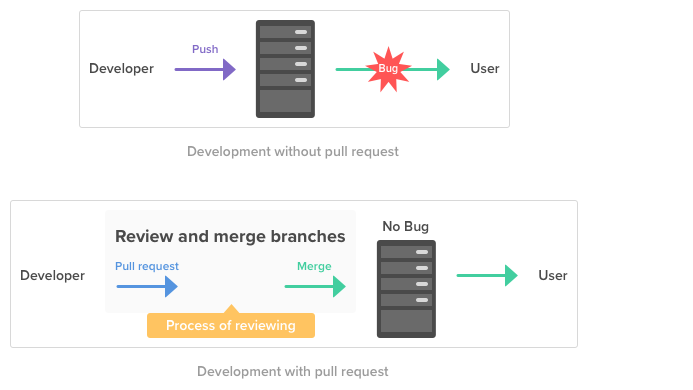 Push
Developer
Bug
User
Development without pull request
Review and merge branches
No Bug
Pull request
Merge
Developer
User
Process of reviewing
Development with pull request